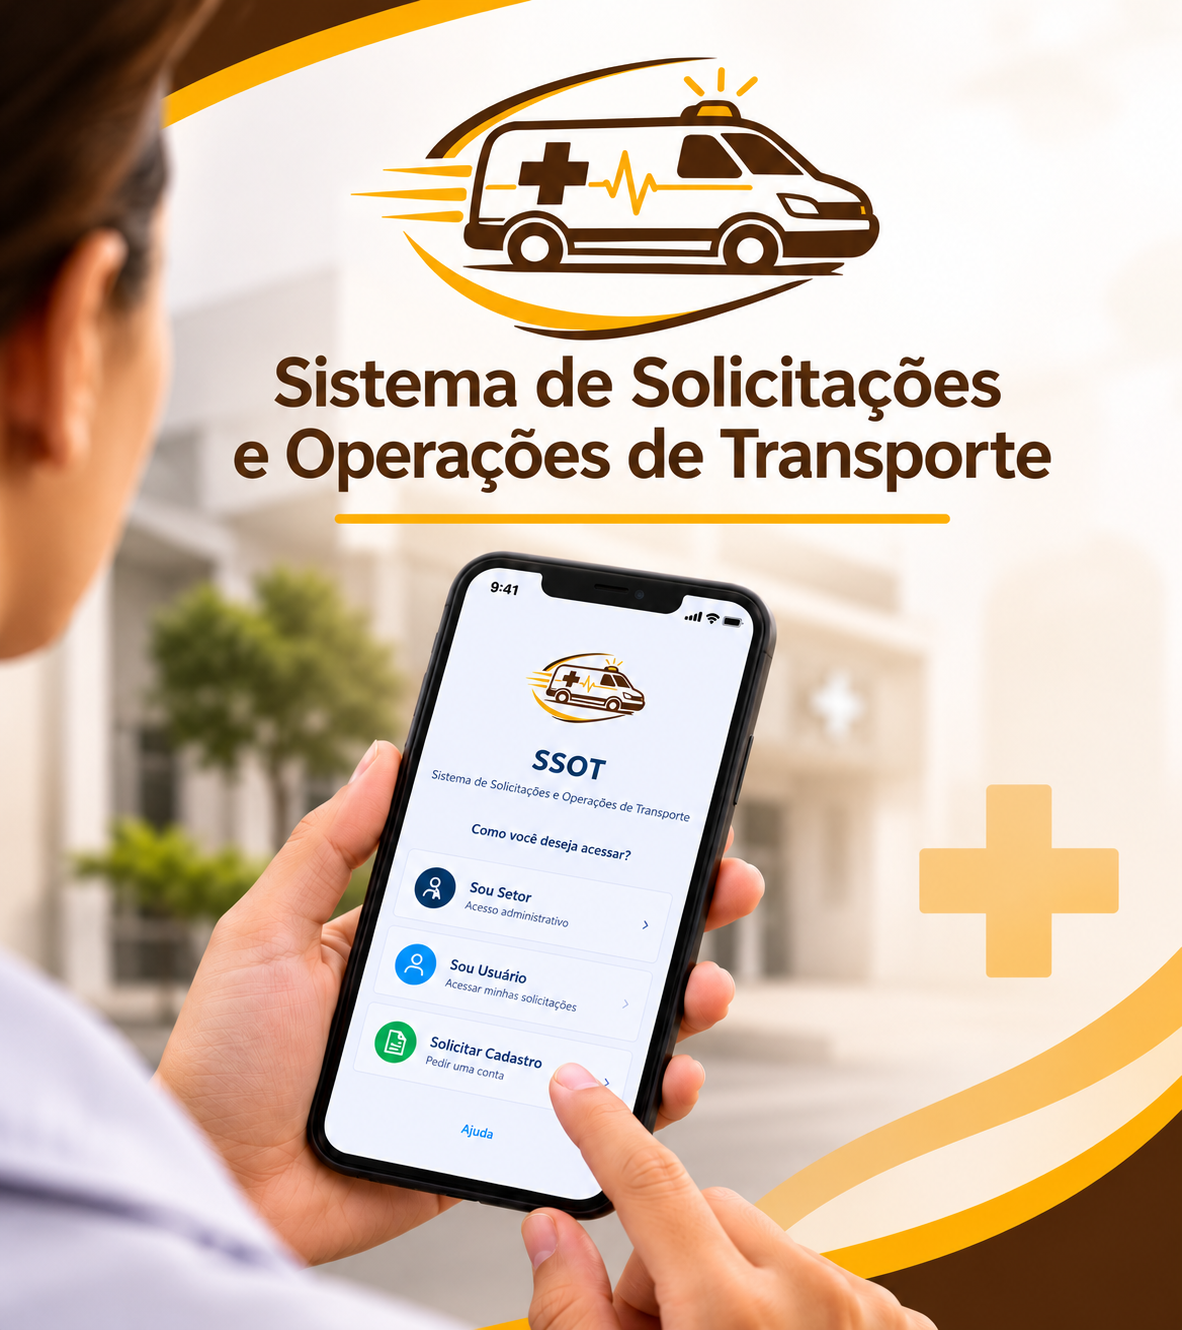 Sistema de Solicitações
e Operações de Transporte
9:41
SSOT
Sistema de Solicitações e Operações de Transporte
Como você deseja acessar?
Sou Setor
Acesso administrativo
Sou Usuário
Acessar minhas solicitações
Solicitar Cadastro
Pedir uma conta
Ajuda